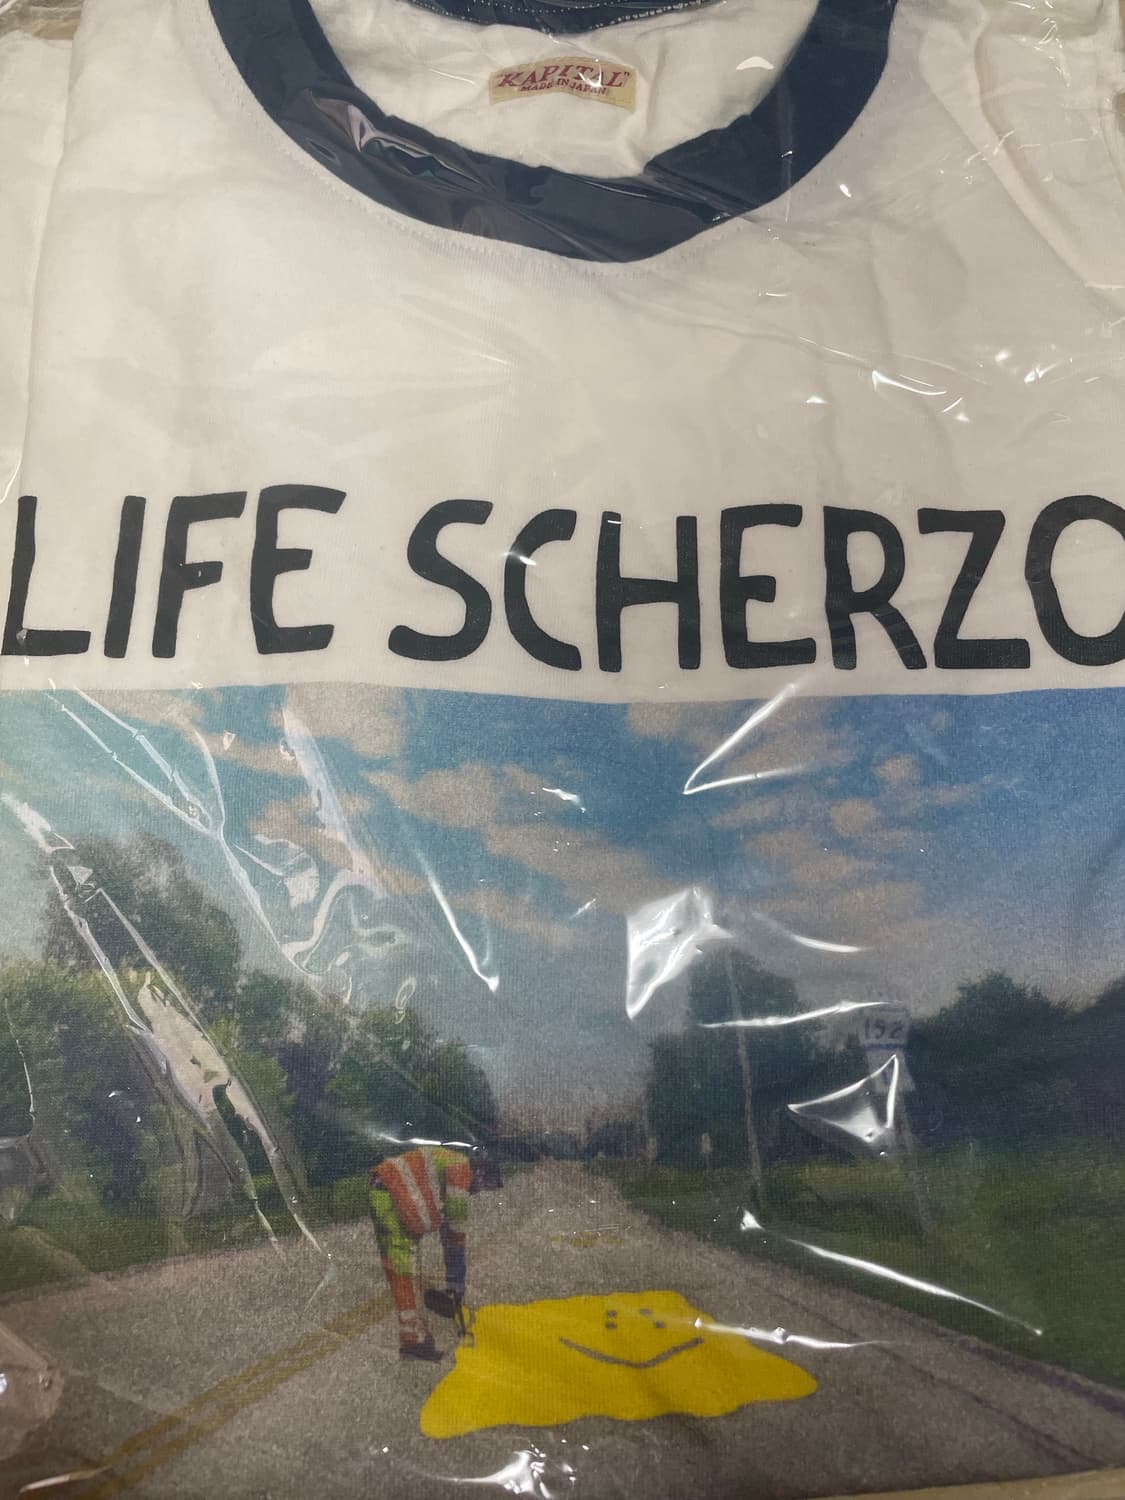 "KAPITAL"
MADE IN JAPAN
LIFE SCHERZO
152